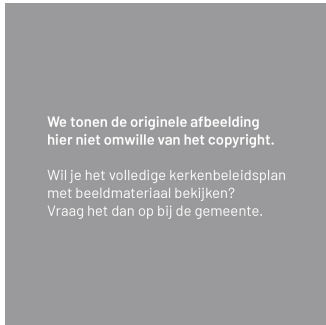 We tonen de originele afbeelding
hier niet omwille van het copyright.
Wil je het volledige kerkenbeleidsplan
met beeldmateriaal bekijken?
Vraag het dan op bij de gemeente.